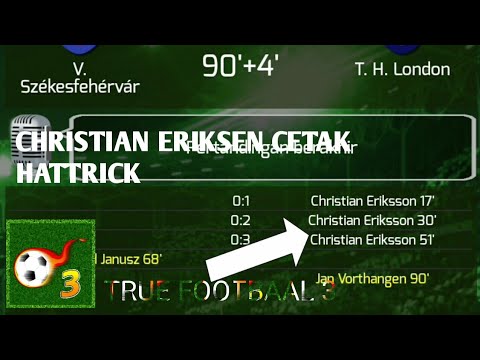 90'+4'
V.
Székesfehérvár
T. H. London
CHRISTIAN ERIKSEN CETAK
HATTRICK
Pertandingan berakhir
0:1 Christian Eriksson 17'
0:2 Christian Eriksson 30'
0:3 Christian Eriksson 51'
Janusz 68'
Jan Vorthangen 90'
3
TRUE FOOTBAAL 3